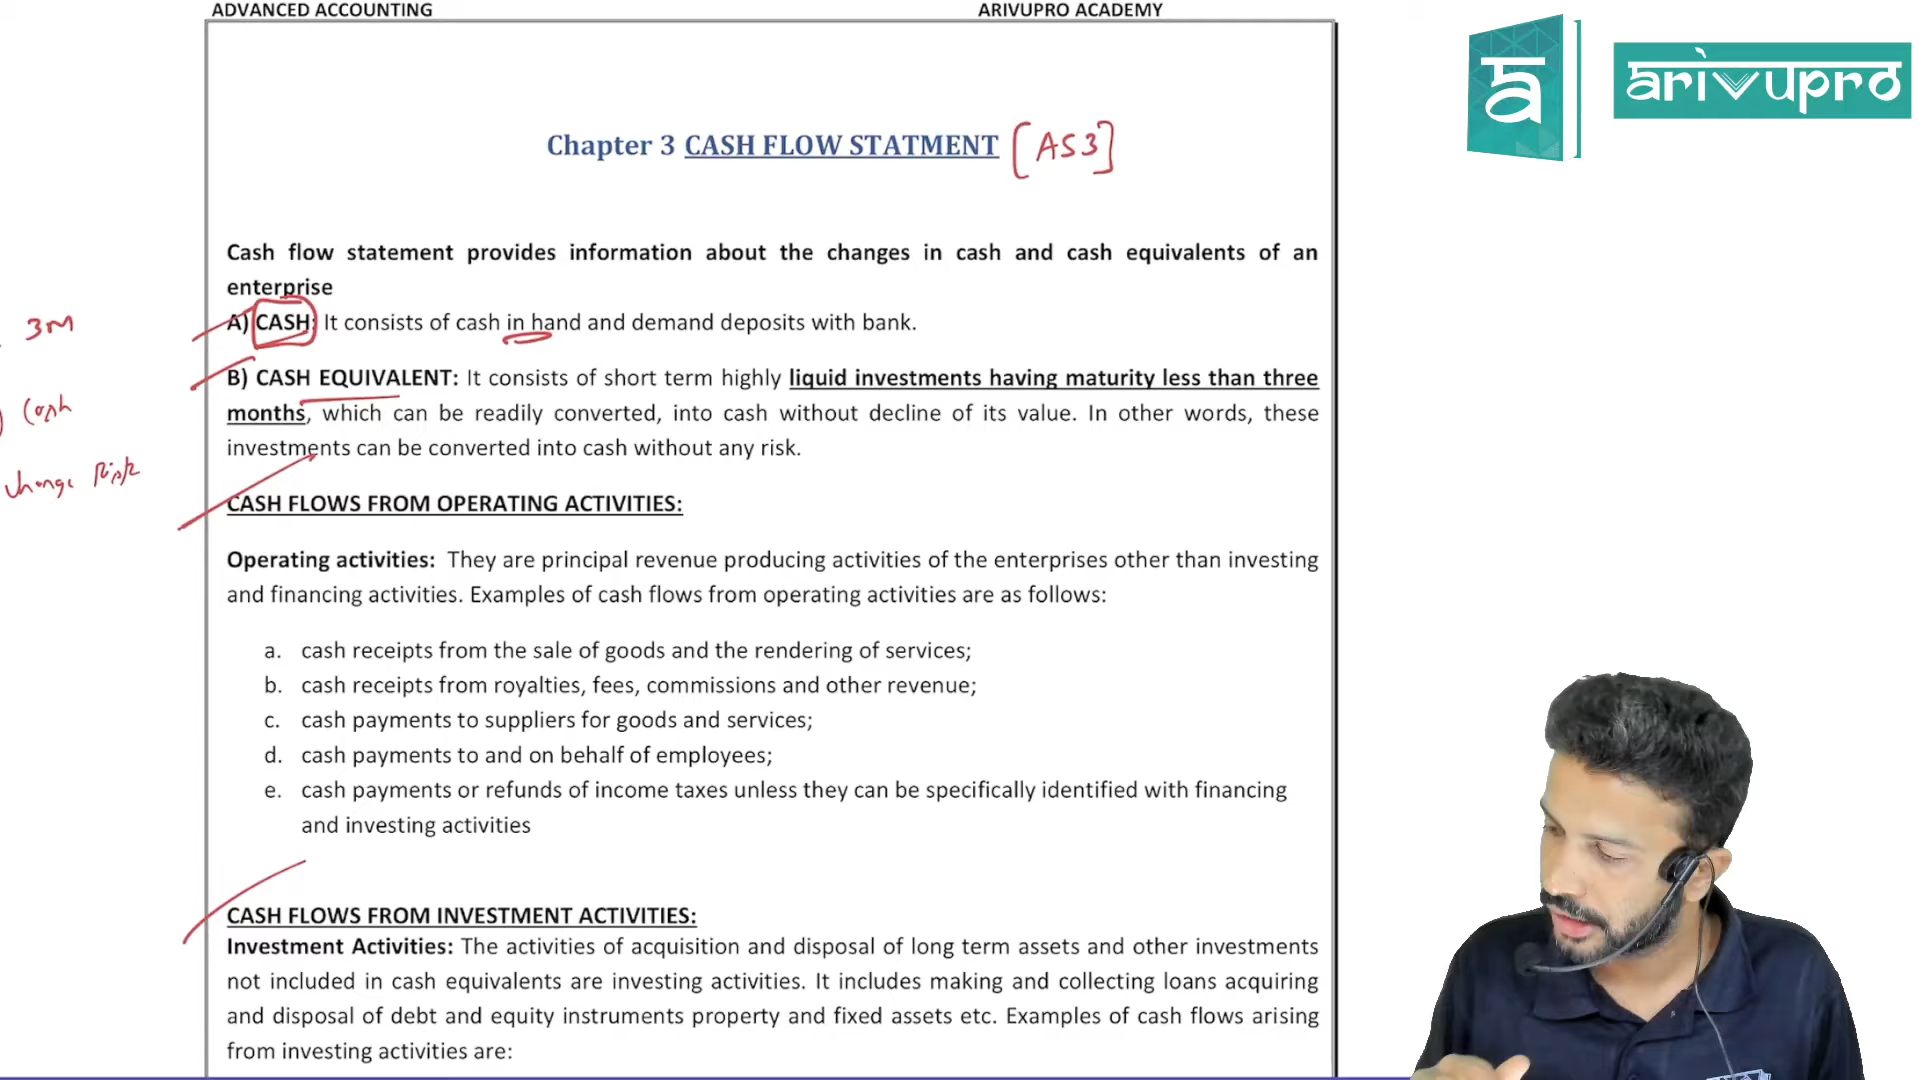 ADVANCED ACCOUNTING ARIVUPRO ACADEMY
arivupro
Chapter 3 CASH FLOW STATMENT [AS3]
Cash flow statement provides information about the changes in cash and cash equivalents of an
enterprise
A) CASH: It consists of cash in hand and demand deposits with bank.
3M
B) CASH EQUIVALENT: It consists of short term highly liquid investments having maturity less than three
months, which can be readily converted, into cash without decline of its value. In other words, these
Cash
investments can be converted into cash without any risk.
change Risk
CASH FLOWS FROM OPERATING ACTIVITIES:
Operating activities: They are principal revenue producing activities of the enterprises other than investing
and financing activities. Examples of cash flows from operating activities are as follows:
a. cash receipts from the sale of goods and the rendering of services;
b. cash receipts from royalties, fees, commissions and other revenue;
c. cash payments to suppliers for goods and services;
d. cash payments to and on behalf of employees;
e. cash payments or refunds of income taxes unless they can be specifically identified with financing
and investing activities
CASH FLOWS FROM INVESTMENT ACTIVITIES:
Investment Activities: The activities of acquisition and disposal of long term assets and other investments
not included in cash equivalents are investing activities. It includes making and collecting loans acquiring
and disposal of debt and equity instruments property and fixed assets etc. Examples of cash flows arising
from investing activities are: